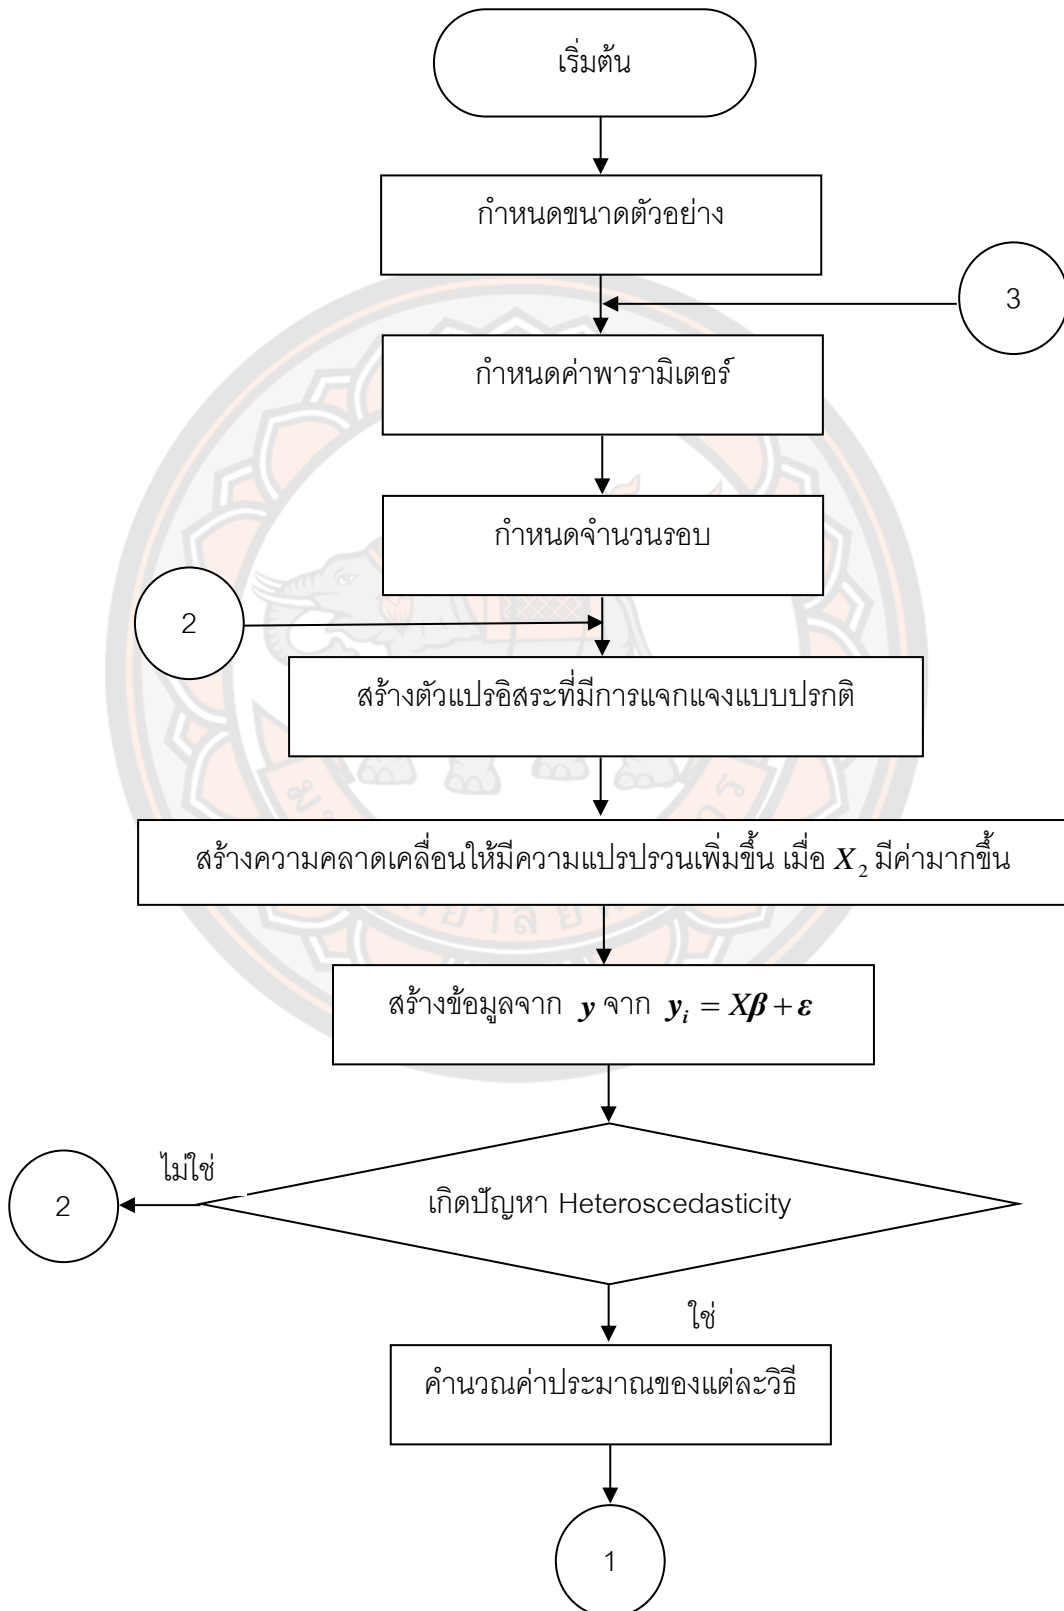 เริ่มต้น
กำหนดขนาดตัวอย่าง
3
กำหนดค่าพารามิเตอร์
กำหนดจำนวนรอบ
2
สร้างตัวแปรอิสระที่มีการแจกแจงแบบปรกติ
สร้างความคลาดเคลื่อนให้มีความแปรปรวนเพิ่มขึ้น เมื่อ X₂ มีค่ามากขึ้น
สร้างข้อมูลจาก y จาก yᵢ = Xβ + ε
ไม่ใช่
2
เกิดปัญหา Heteroscedasticity
ใช่
คำนวณค่าประมาณของแต่ละวิธี
1